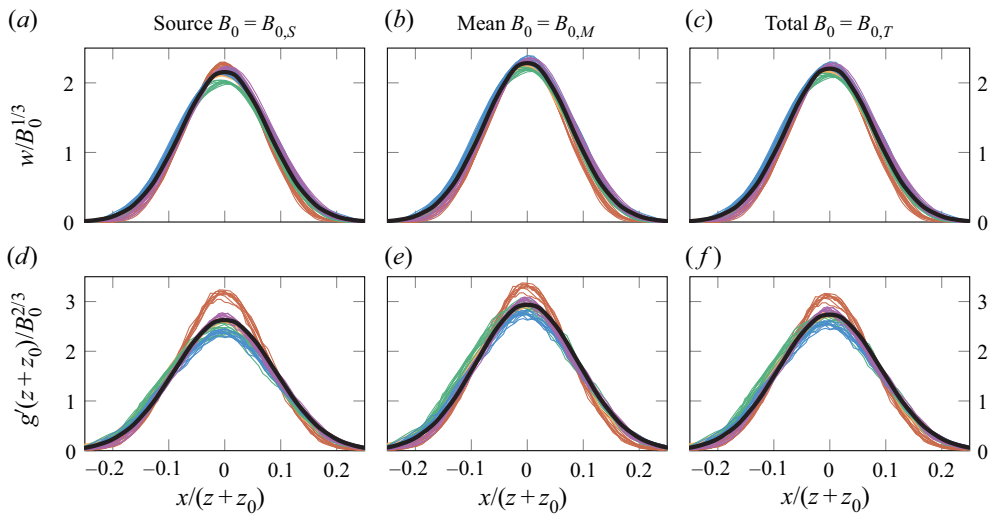 (a) Source B₀ = B₀,S (b) Mean B₀ = B₀,M (c) Total B₀ = B₀,T
w/B₀^1/3
2 1 0
2 1 0
(d) (e) (f)
g′(z + z₀)/B₀^2/3
3 2 1 0
3 2 1 0
−0.2 −0.1 0 0.1 0.2 −0.2 −0.1 0 0.1 0.2 −0.2 −0.1 0 0.1 0.2
x/(z + z₀) x/(z + z₀) x/(z + z₀)